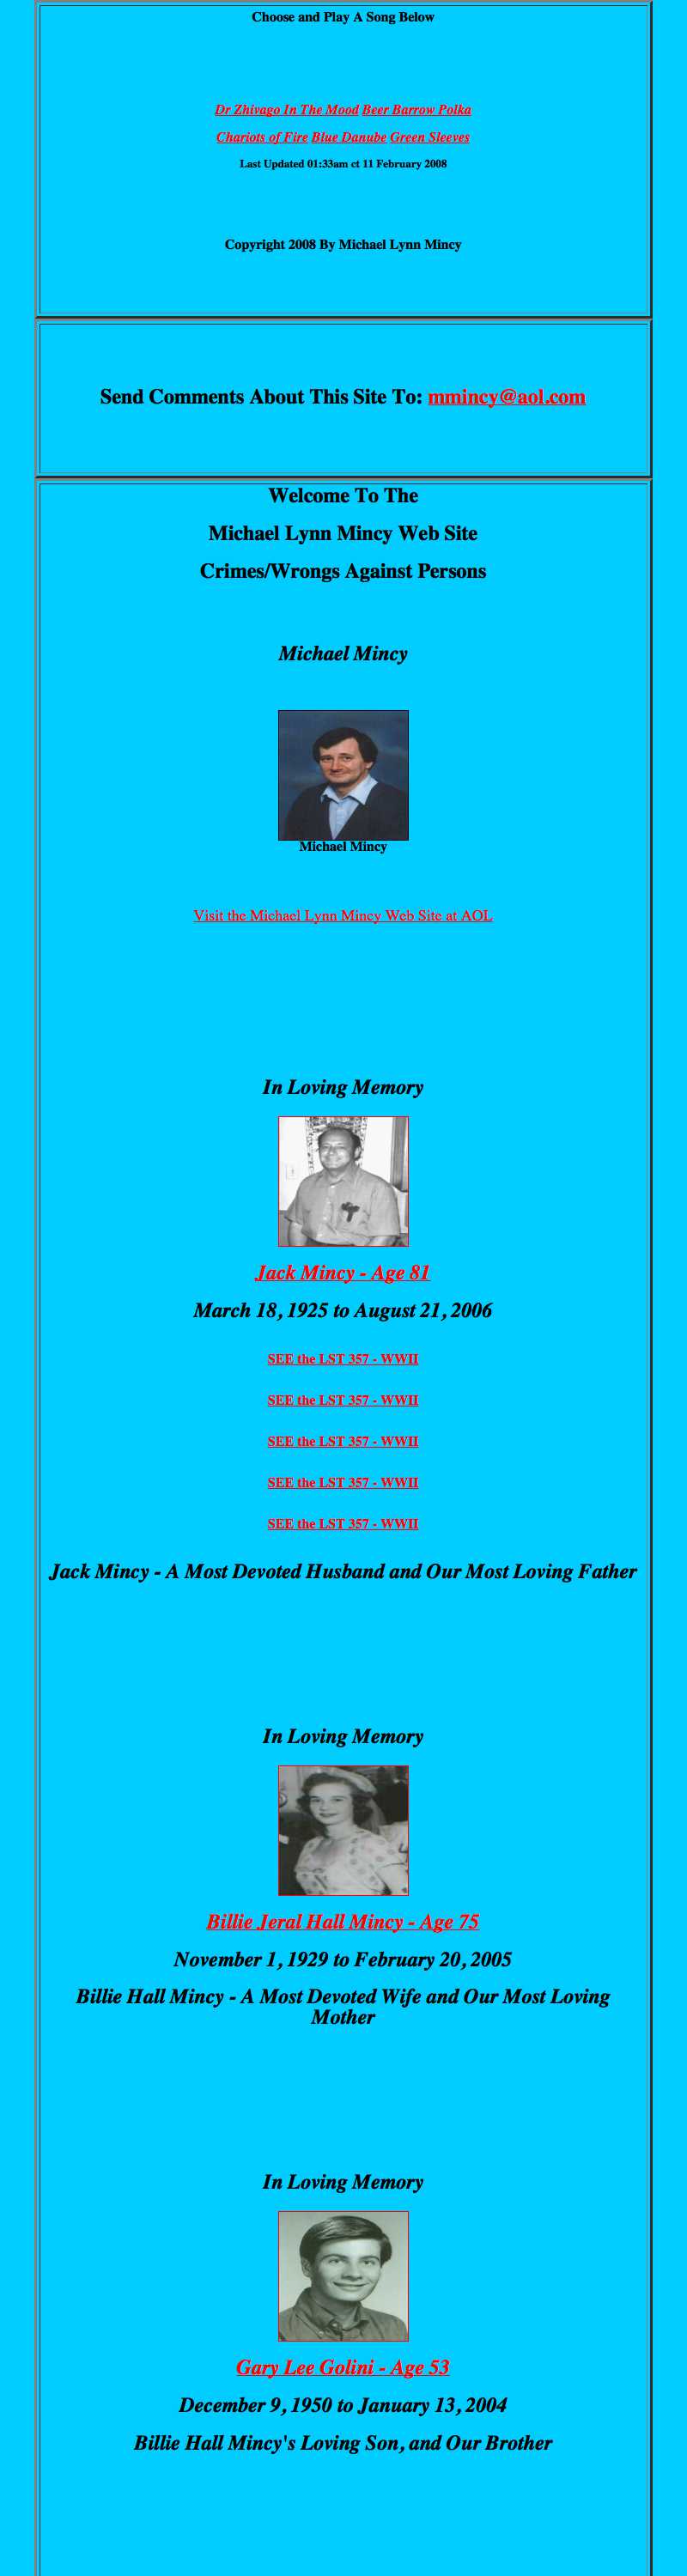 Choose and Play A Song Below
Dr Zhivago In The Mood Beer Barrow Polka
Chariots of Fire Blue Danube Green Sleeves
Last Updated 01:33am ct 11 February 2008
Copyright 2008 By Michael Lynn Mincy
Send Comments About This Site To: mmincy@aol.com
Welcome To The
Michael Lynn Mincy Web Site
Crimes/Wrongs Against Persons
Michael Mincy
Michael Mincy
Visit the Michael Lynn Mincy Web Site at AOL
In Loving Memory
Jack Mincy - Age 81
March 18, 1925 to August 21, 2006
SEE the LST 357 - WWII
SEE the LST 357 - WWII
SEE the LST 357 - WWII
SEE the LST 357 - WWII
SEE the LST 357 - WWII
Jack Mincy - A Most Devoted Husband and Our Most Loving Father
In Loving Memory
Billie Jeral Hall Mincy - Age 75
November 1, 1929 to February 20, 2005
Billie Hall Mincy - A Most Devoted Wife and Our Most Loving
Mother
In Loving Memory
Gary Lee Golini - Age 53
December 9, 1950 to January 13, 2004
Billie Hall Mincy's Loving Son, and Our Brother